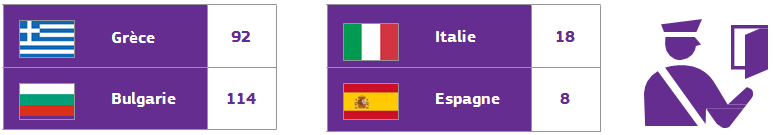 Grèce 92
Bulgarie 114
Italie 18
Espagne 8